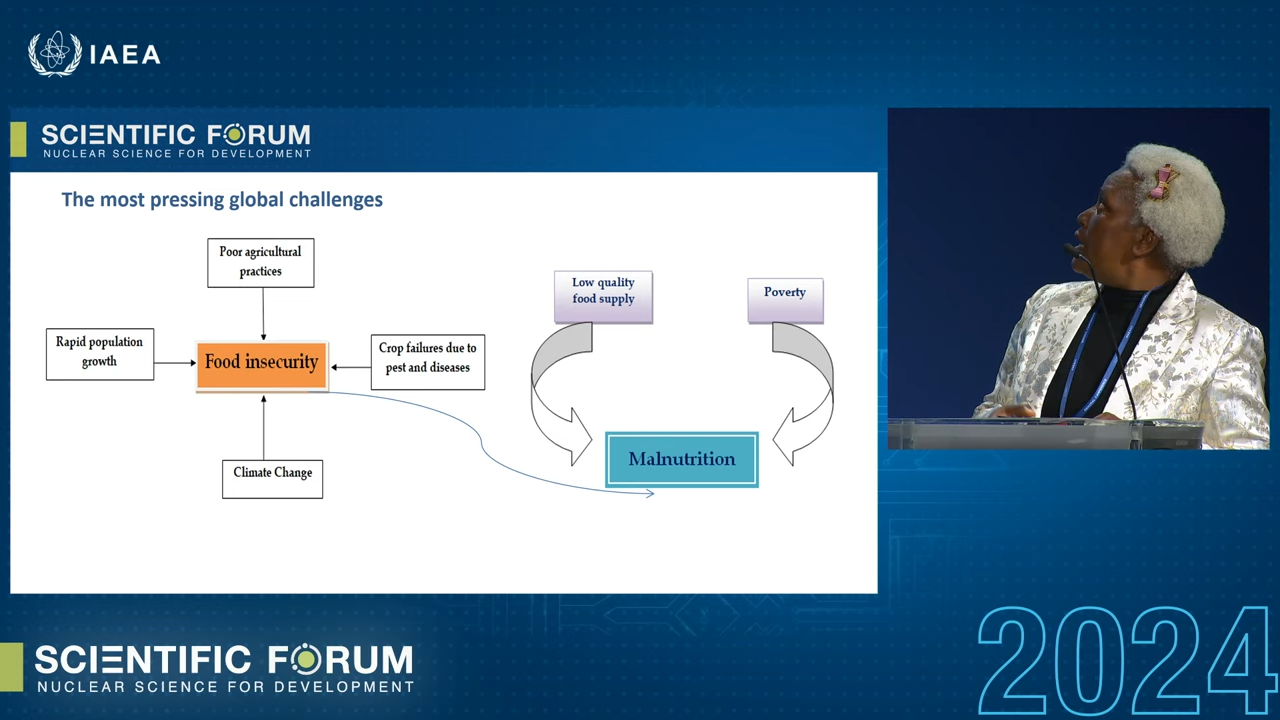 IAEA
SCIENTIFIC FORUM
NUCLEAR SCIENCE FOR DEVELOPMENT
The most pressing global challenges
Poor agricultural
practices
Rapid population
growth
Food insecurity
Crop failures due to
pest and diseases
Climate Change
Low quality
food supply
Poverty
Malnutrition
SCIENTIFIC FORUM
NUCLEAR SCIENCE FOR DEVELOPMENT
2024